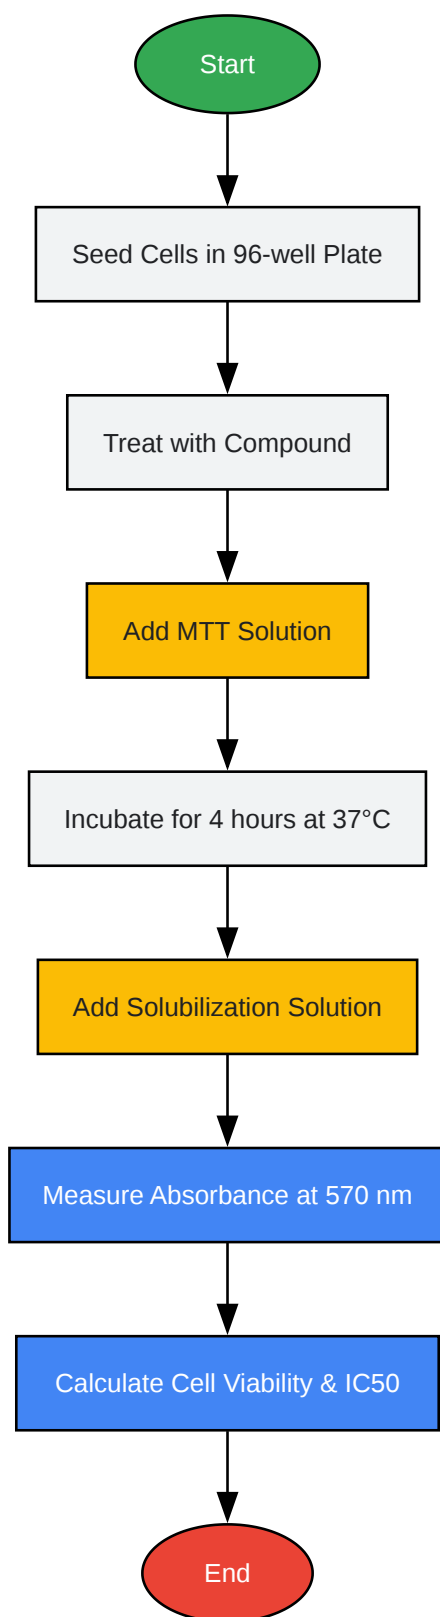 Start
Seed Cells in 96-well Plate
Treat with Compound
Add MTT Solution
Incubate for 4 hours at 37°C
Add Solubilization Solution
Measure Absorbance at 570 nm
Calculate Cell Viability & IC50
End